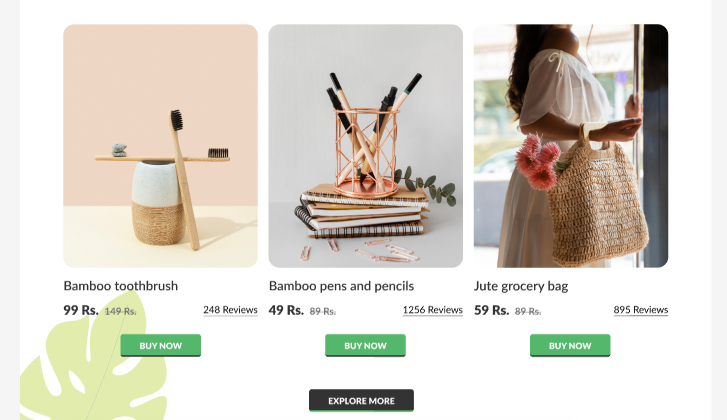 Bamboo toothbrush
99 Rs. 149 Rs. 248 Reviews
BUY NOW
Bamboo pens and pencils
49 Rs. 89 Rs. 1256 Reviews
BUY NOW
Jute grocery bag
59 Rs. 89 Rs. 895 Reviews
BUY NOW
EXPLORE MORE